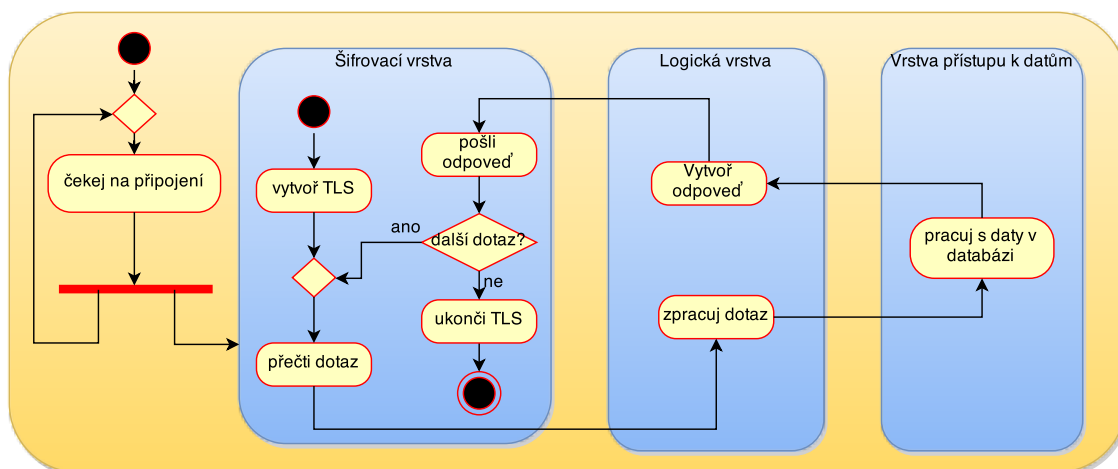 Šifrovací vrstva
Logická vrstva
Vrstva přístupu k datům
čekej na připojení
vytvoř TLS
pošli
odpoveď
ano
další dotaz?
ne
ukonči TLS
přečti dotaz
Vytvoř
odpoveď
zpracuj dotaz
pracuj s daty v
databázi